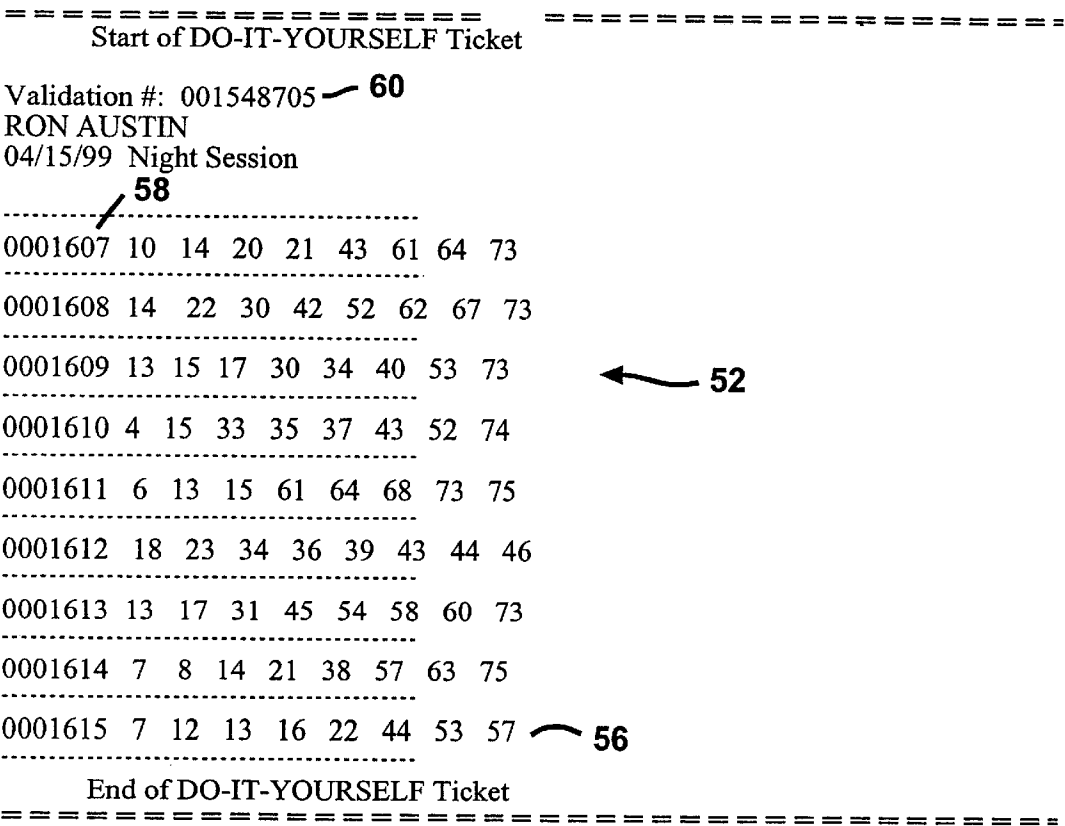 ====================
Start of DO-IT-YOURSELF Ticket
Validation #: 001548705 60
RON AUSTIN
04/15/99 Night Session
58
0001607 10 14 20 21 43 61 64 73
0001608 14 22 30 42 52 62 67 73
0001609 13 15 17 30 34 40 53 73
52
0001610 4 15 33 35 37 43 52 74
0001611 6 13 15 61 64 68 73 75
0001612 18 23 34 36 39 43 44 46
0001613 13 17 31 45 54 58 60 73
0001614 7 8 14 21 38 57 63 75
0001615 7 12 13 16 22 44 53 57 56
End of DO-IT-YOURSELF Ticket